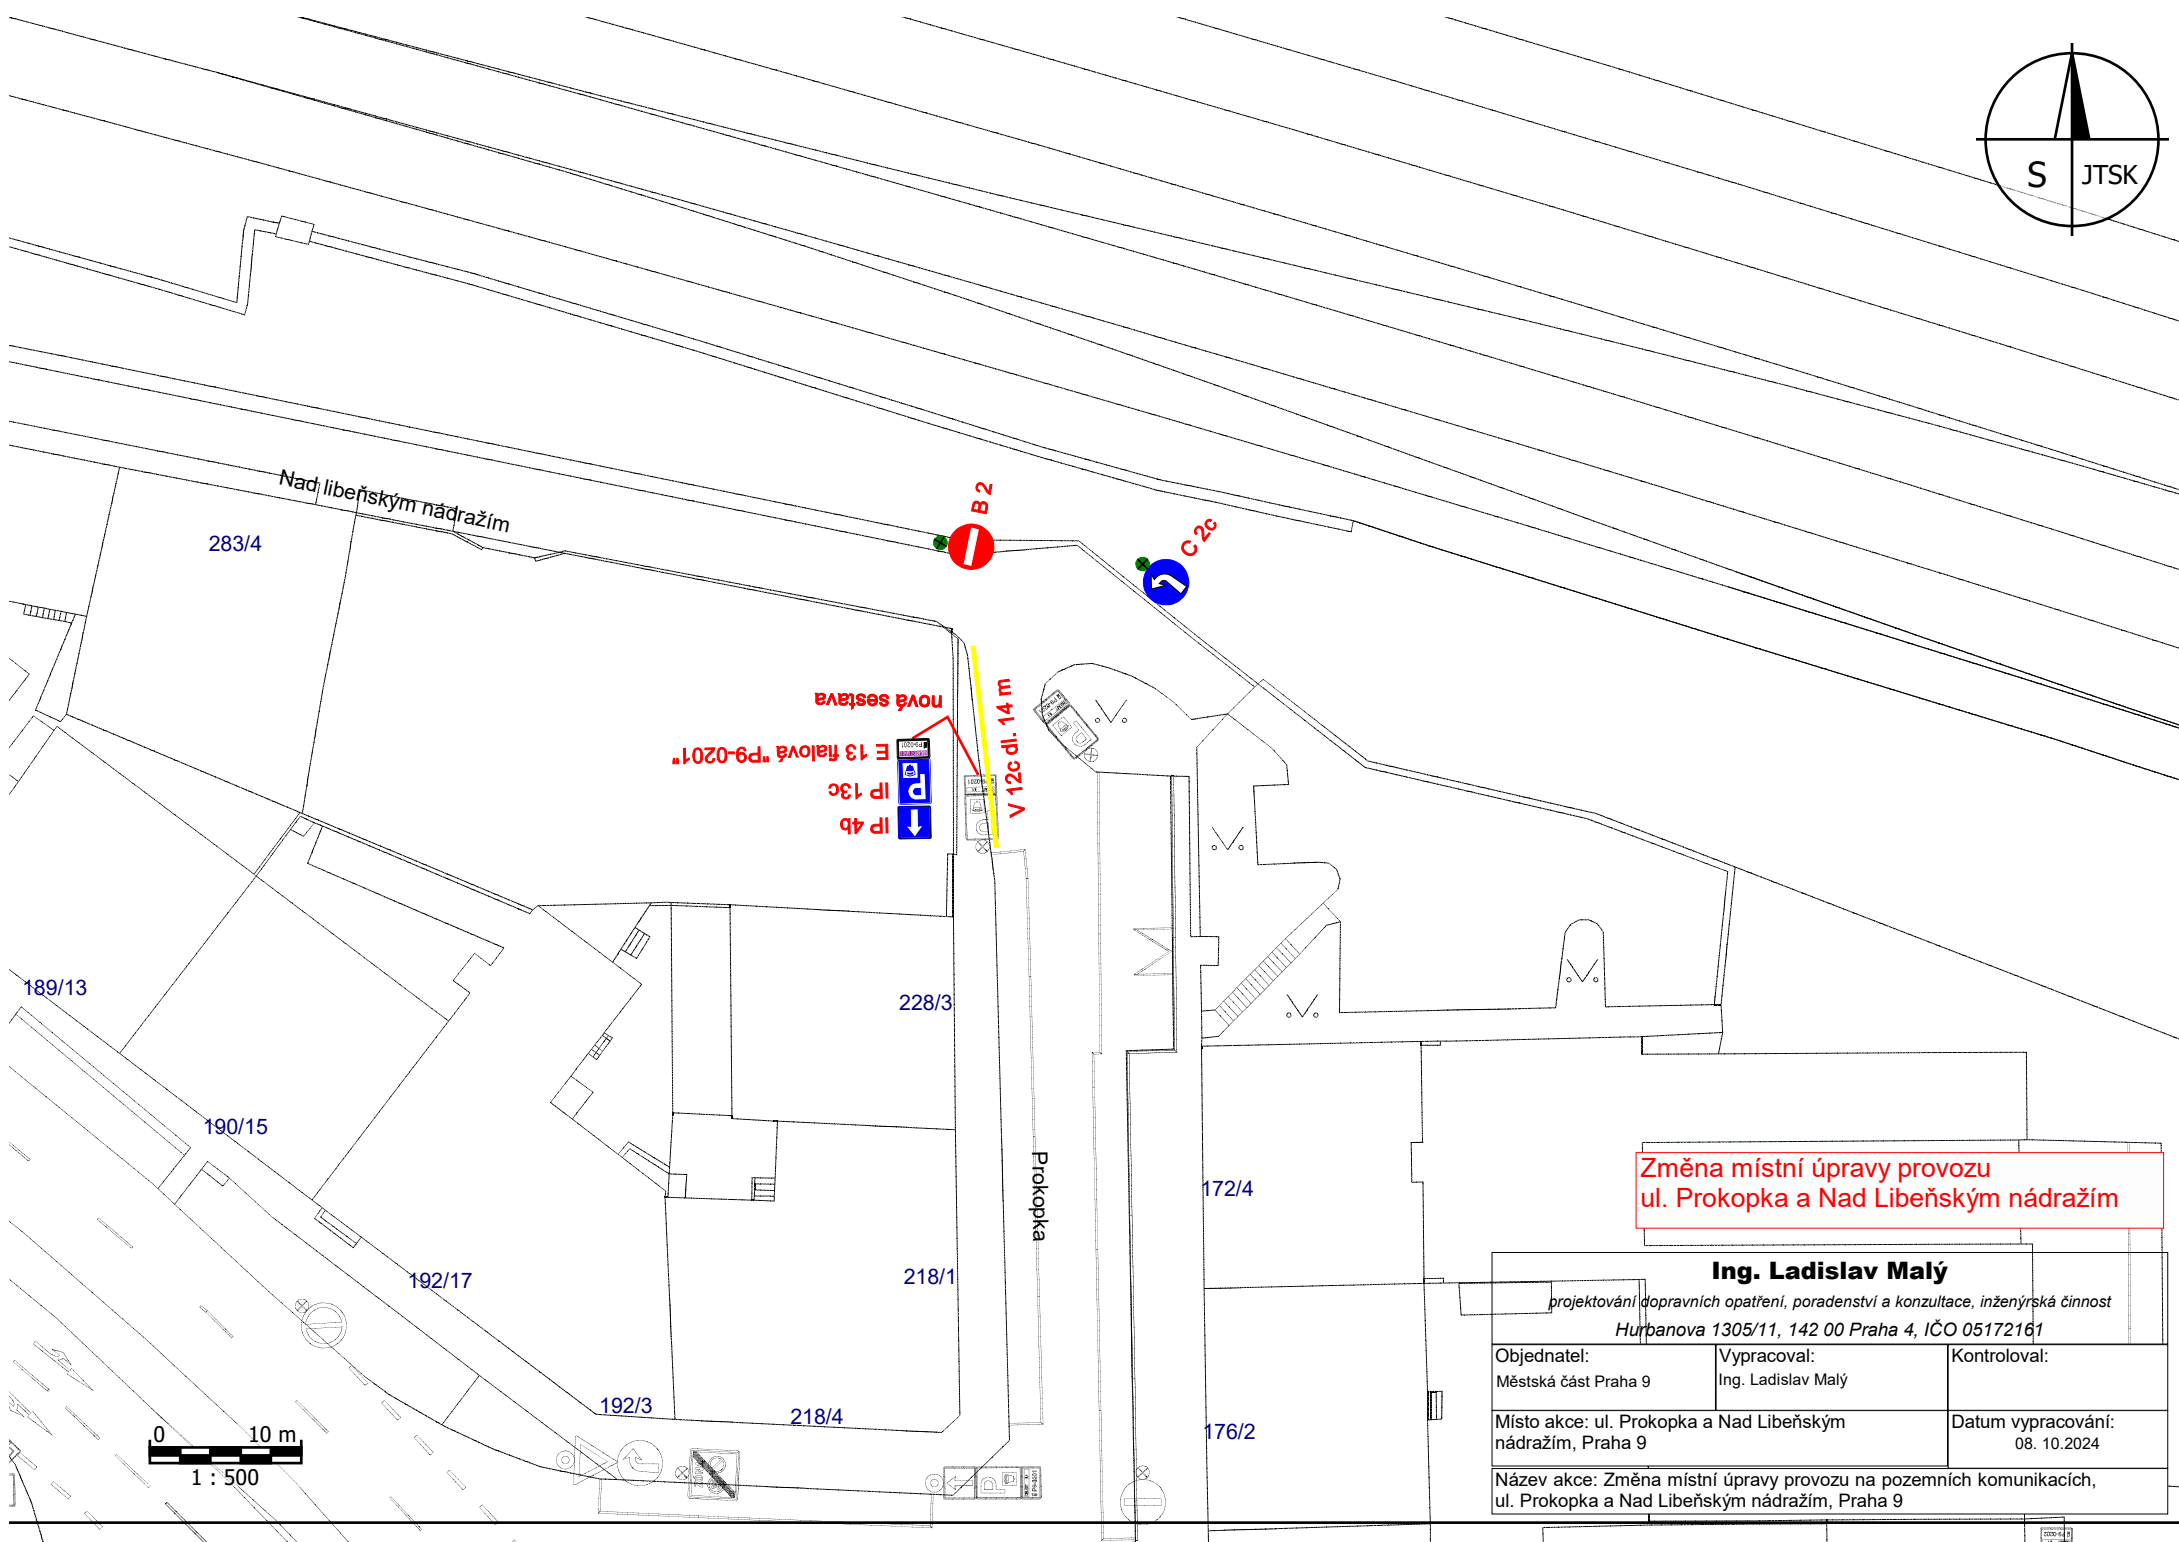 S JTSK
Nad libeňským nádražím
283/4
B 2
C 2c
nová sestava
E 13 fialová "P9-0201"
IP 13c
IP 4b
V 12c dl. 14 m
P9-0201
P
189/13
228/3
190/15
Prokopka
172/4
192/17
218/1
192/3
218/4
176/2
0 10 m
1 : 500
P
Změna místní úpravy provozu
ul. Prokopka a Nad Libeňským nádražím
Ing. Ladislav Malý
projektování dopravních opatření, poradenství a konzultace, inženýrská činnost
Hurbanova 1305/11, 142 00 Praha 4, IČO 05172161
Objednatel:
Městská část Praha 9
Vypracoval:
Ing. Ladislav Malý
Kontroloval:
Místo akce: ul. Prokopka a Nad Libeňským
nádražím, Praha 9
Datum vypracování:
08. 10.2024
Název akce: Změna místní úpravy provozu na pozemních komunikacích,
ul. Prokopka a Nad Libeňským nádražím, Praha 9